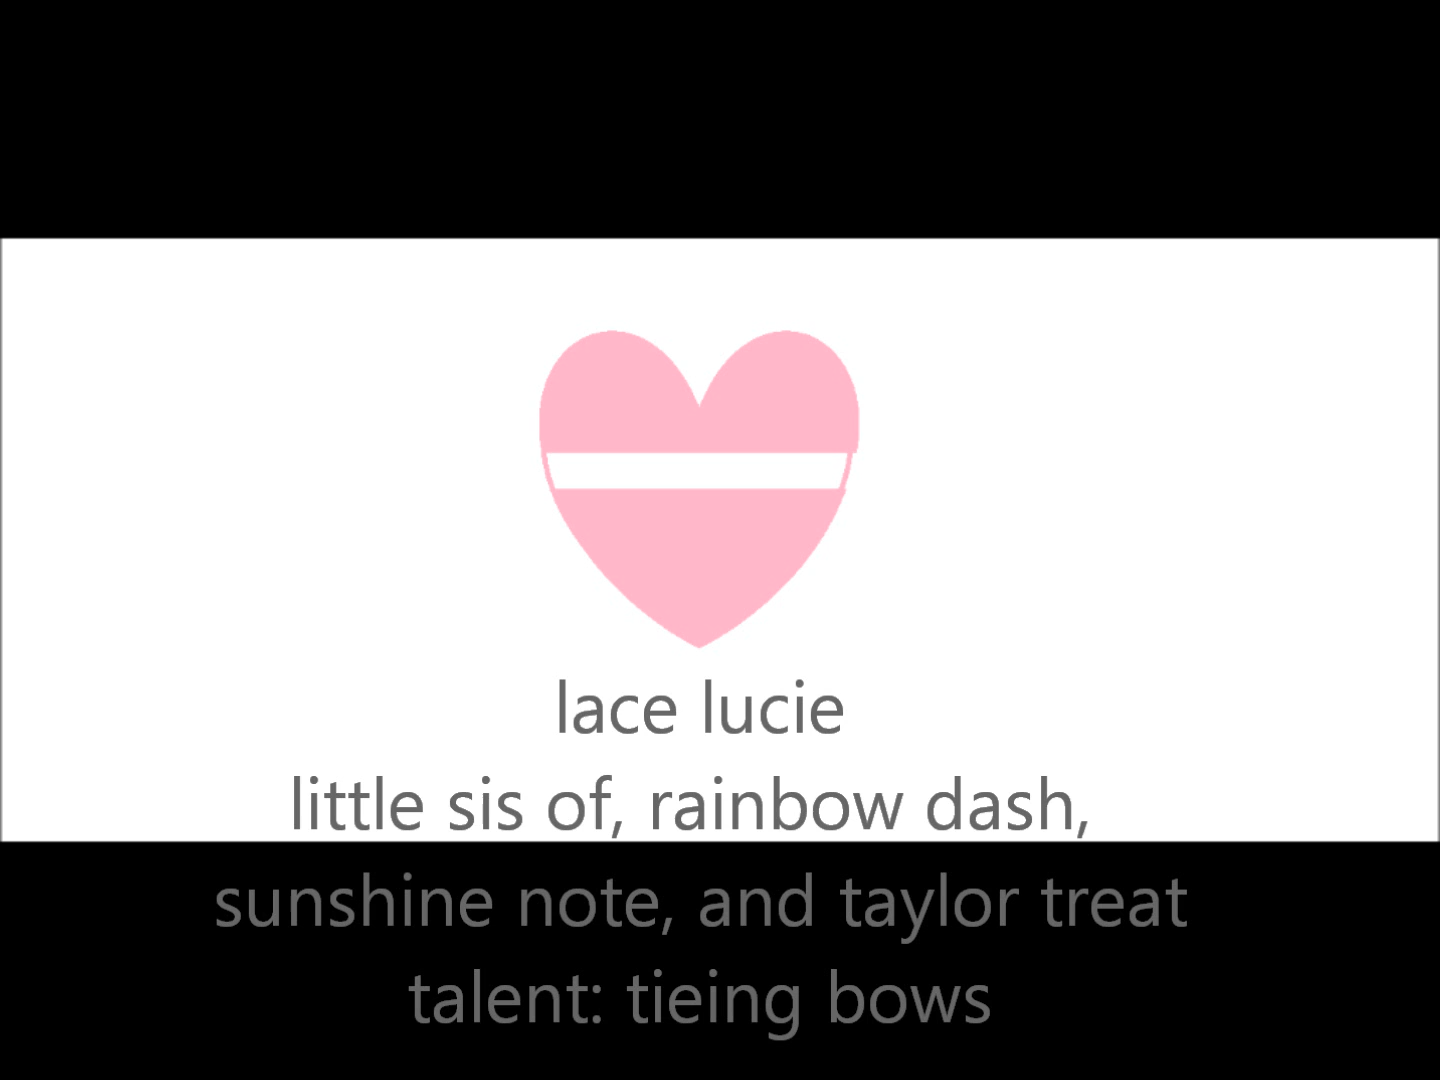 lace lucie
little sis of, rainbow dash,
sunshine note, and taylor treat
talent: tieing bows